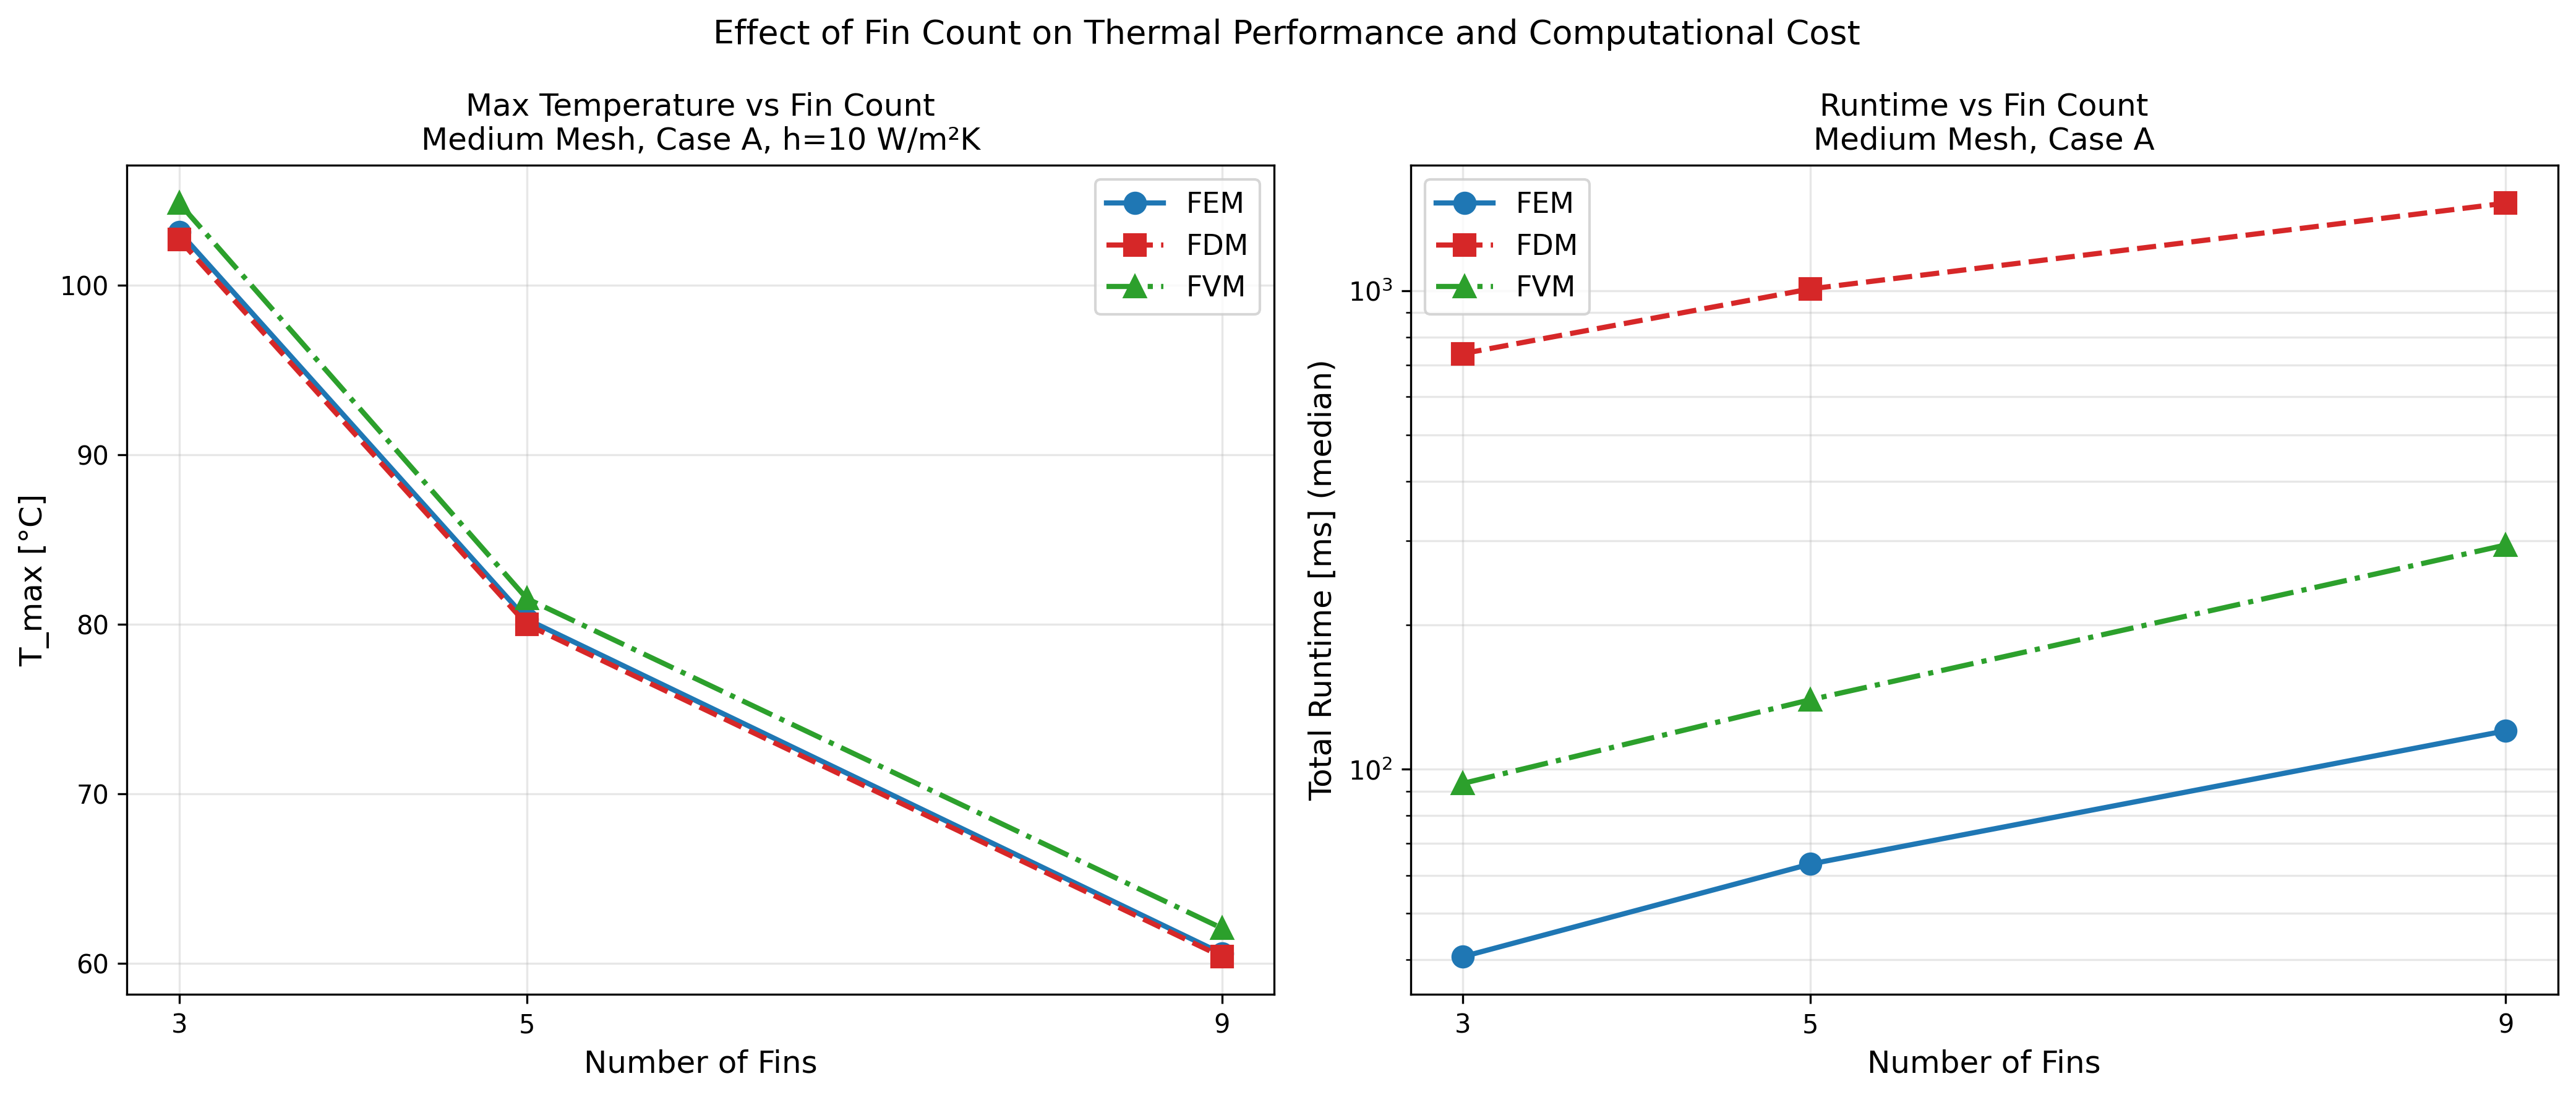 Effect of Fin Count on Thermal Performance and Computational Cost
Max Temperature vs Fin Count
Medium Mesh, Case A, h=10 W/m²K
T_max [°C]
100
90
80
70
60
3
5
9
Number of Fins
FEM
FDM
FVM
Runtime vs Fin Count
Medium Mesh, Case A
Total Runtime [ms] (median)
10³
10²
3
5
9
Number of Fins
FEM
FDM
FVM